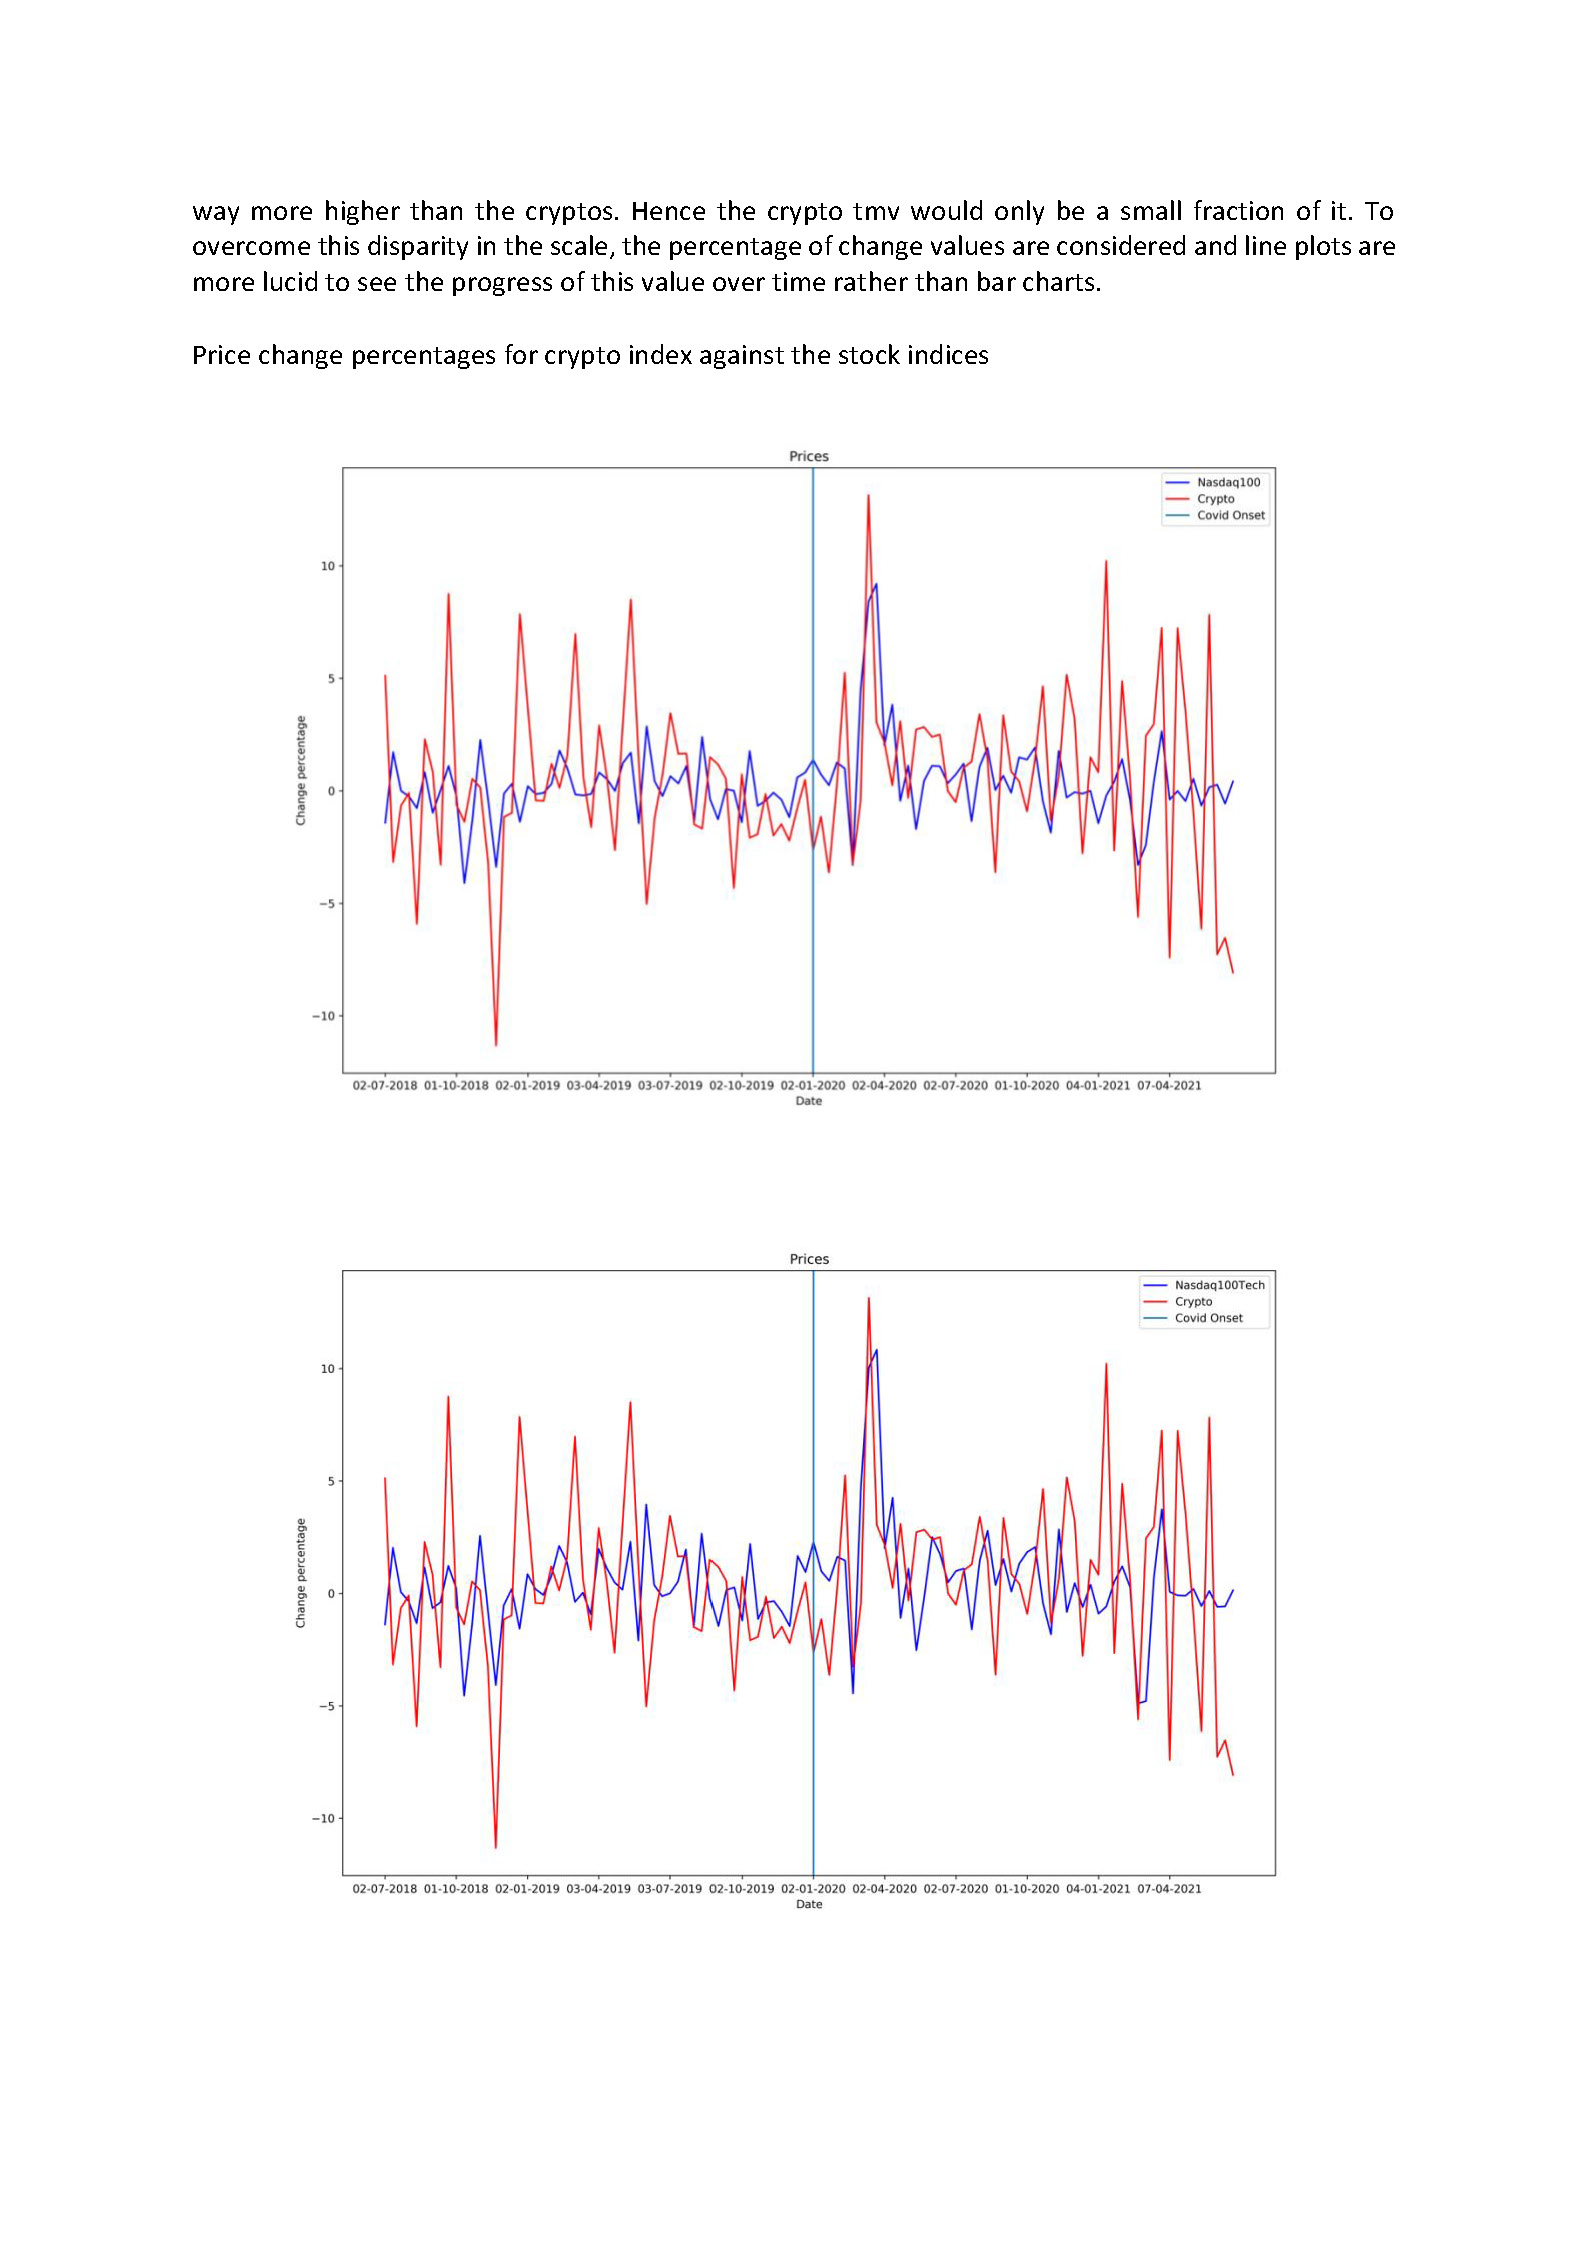 way more higher than the cryptos. Hence the crypto tmv would only be a small fraction of it. To
overcome this disparity in the scale, the percentage of change values are considered and line plots are
more lucid to see the progress of this value over time rather than bar charts.
Price change percentages for crypto index against the stock indices
Prices
Nasdaq100
Crypto
Covid Onset
10
5
0
−5
−10
Change percentage
02-07-2018 01-10-2018 02-01-2019 03-04-2019 03-07-2019 02-10-2019 02-01-2020 02-04-2020 02-07-2020 01-10-2020 04-01-2021 07-04-2021
Date
Prices
Nasdaq100Tech
Crypto
Covid Onset
10
5
0
−5
−10
Change percentage
02-07-2018 01-10-2018 02-01-2019 03-04-2019 03-07-2019 02-10-2019 02-01-2020 02-04-2020 02-07-2020 01-10-2020 04-01-2021 07-04-2021
Date